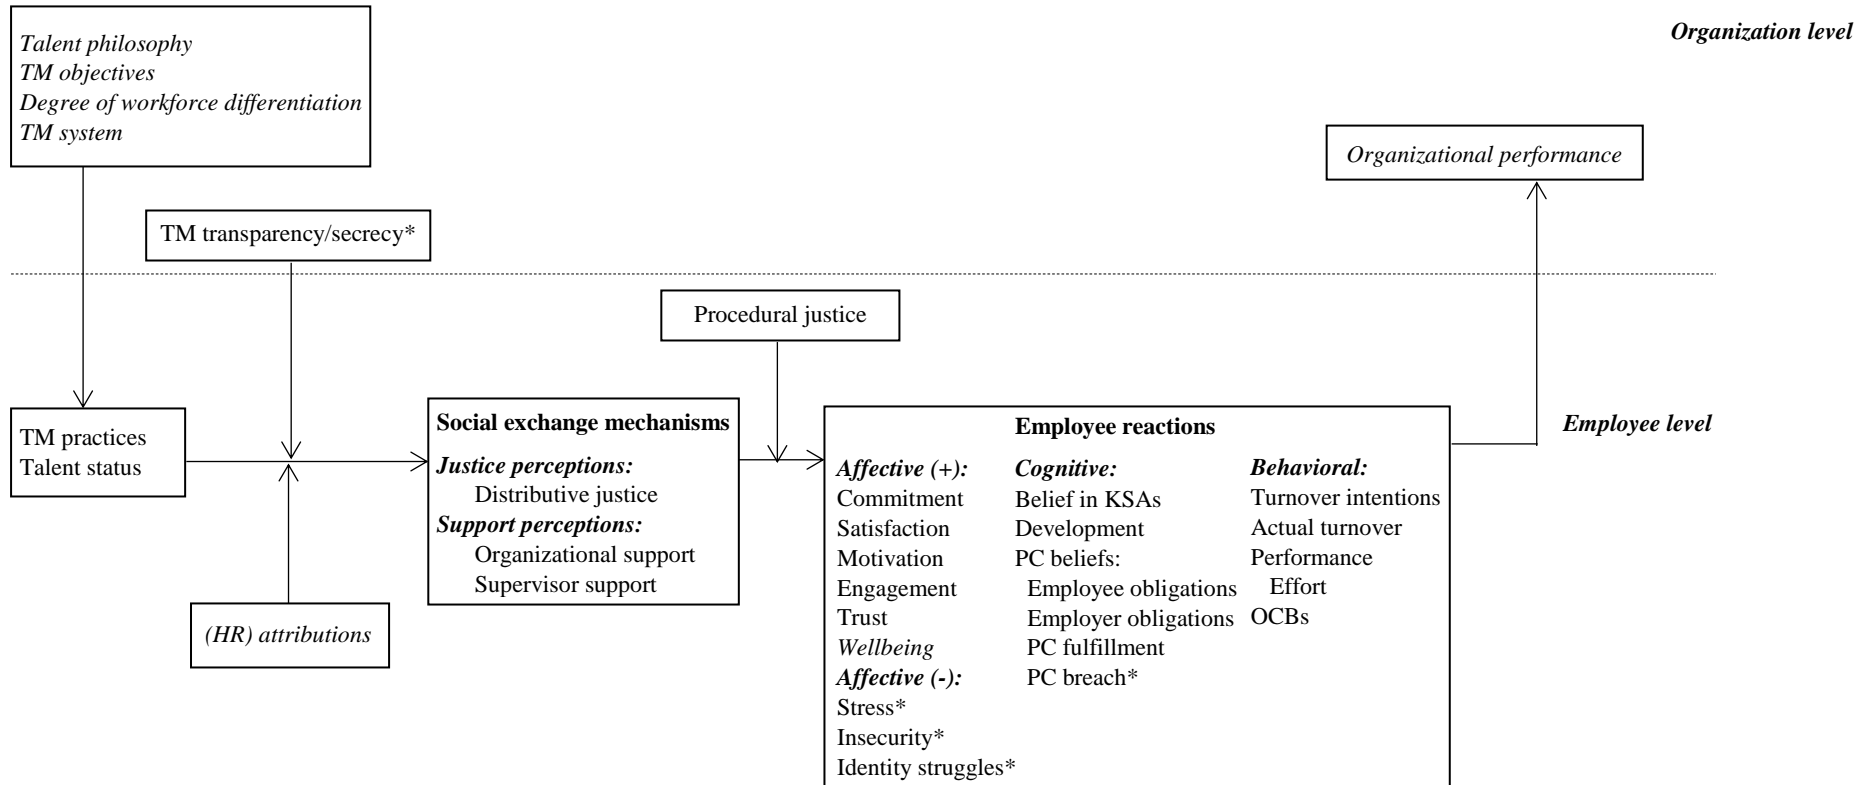 Organization level
Talent philosophy
TM objectives
Degree of workforce differentiation
TM system
Organizational performance
TM transparency/secrecy*
Procedural justice
TM practices
Talent status
Social exchange mechanisms
Justice perceptions:
Distributive justice
Support perceptions:
Organizational support
Supervisor support
(HR) attributions
Employee reactions
Affective (+):
Commitment
Satisfaction
Motivation
Engagement
Trust
Wellbeing
Affective (-):
Stress*
Insecurity*
Identity struggles*
Cognitive:
Belief in KSAs
Development
PC beliefs:
Employee obligations
Employer obligations
PC fulfillment
PC breach*
Behavioral:
Turnover intentions
Actual turnover
Performance
Effort
OCBs
Employee level